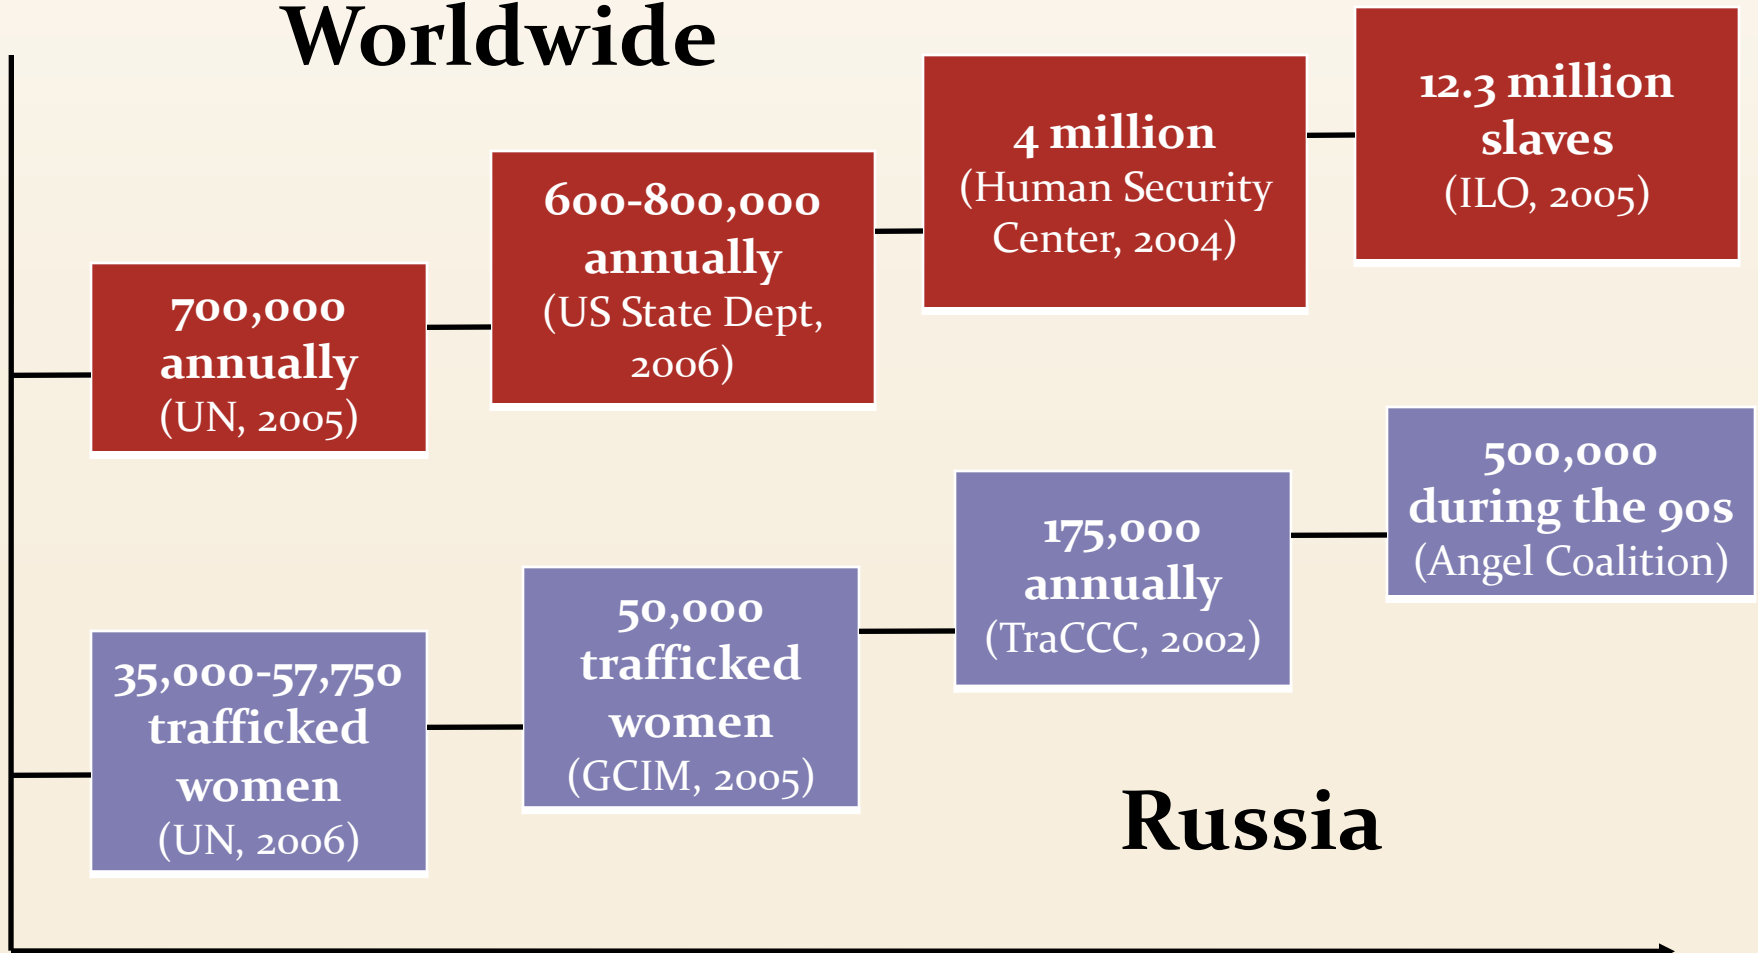 Worldwide
700,000
annually
(UN, 2005)
600-800,000
annually
(US State Dept,
2006)
4 million
(Human Security
Center, 2004)
12.3 million
slaves
(ILO, 2005)
35,000-57,750
trafficked
women
(UN, 2006)
50,000
trafficked
women
(GCIM, 2005)
175,000
annually
(TraCCC, 2002)
500,000
during the 90s
(Angel Coalition)
Russia